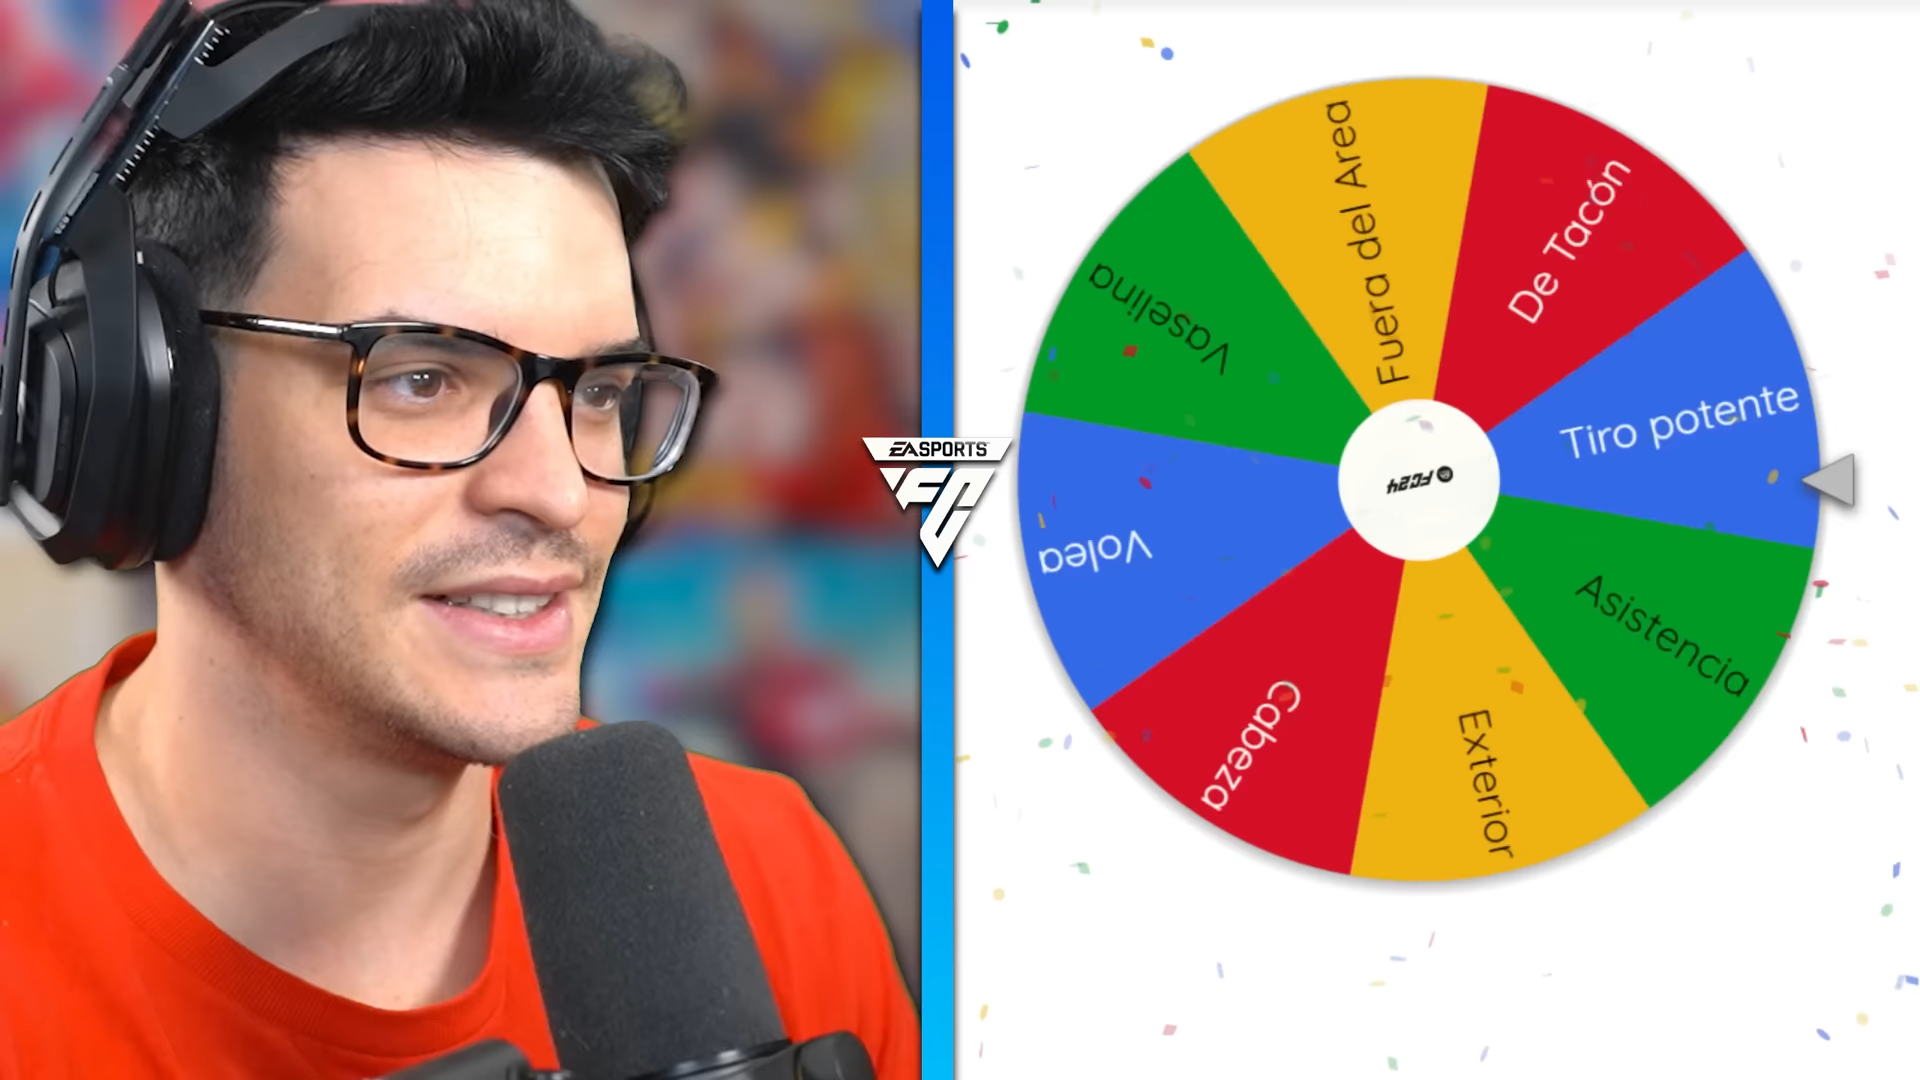 EA SPORTS
FC
Fuera del Area
De Tacón
Vaselina
Tiro potente
FC24
Volea
Asistencia
Cabeza
Exterior